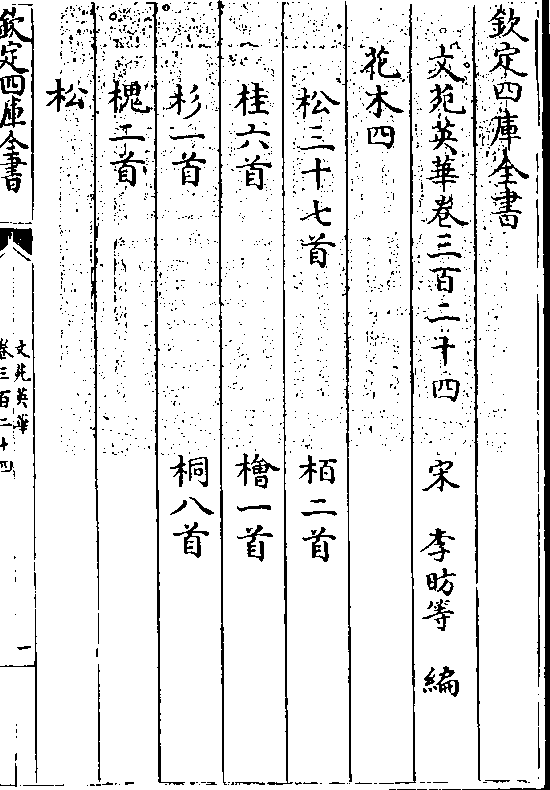 欽定四庫全書
文苑英華卷三百二十四 宋 李昉等 編
花木四
松三十七首 栢二首
桂六首 檜一首
杉一首 桐八首
槐二首
松
欽定四庫全書
文苑英華
卷三百二十四
一